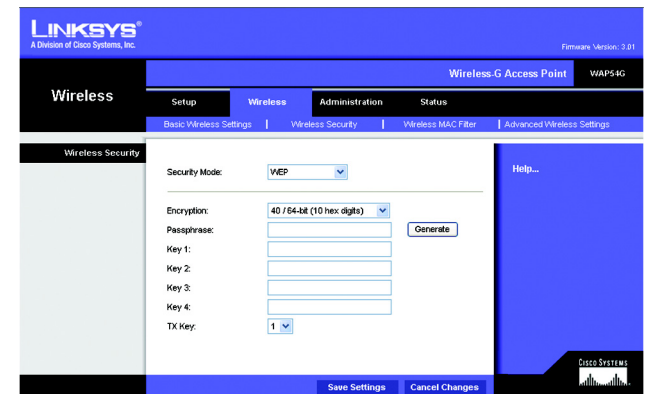 LINKSYS®
A Division of Cisco Systems, Inc.
Firmware Version: 3.01
Wireless-G Access Point WAP54G
Wireless
Setup Wireless Administration Status
Basic Wireless Settings | Wireless Security | Wireless MAC Filter | Advanced Wireless Settings
Wireless Security
Help...
Security Mode: WEP
Encryption: 40 / 64-bit (10 hex digits)
Passphrase: Generate
Key 1:
Key 2:
Key 3:
Key 4:
TX Key: 1
CISCO SYSTEMS
Save Settings Cancel Changes